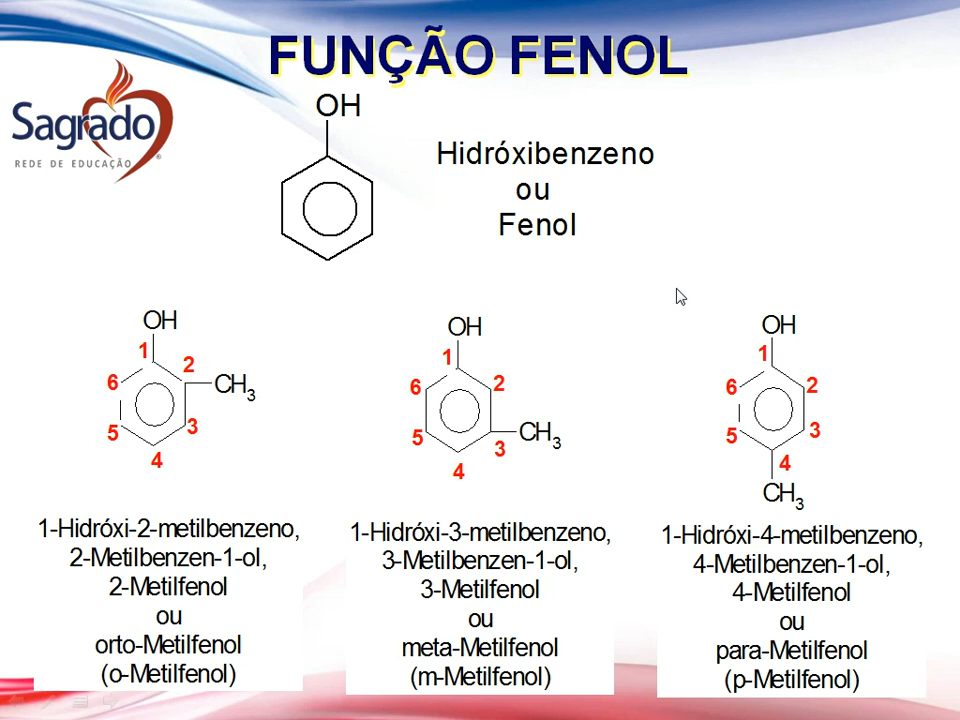 FUNÇÃO FENOL
Sagrado
REDE DE EDUCAÇÃO
®
OH
Hidróxibenzeno
ou
Fenol
OH
1
2
CH3
3
4
5
6
1-Hidróxi-2-metilbenzeno,
2-Metilbenzen-1-ol,
2-Metilfenol
ou
orto-Metilfenol
(o-Metilfenol)
OH
1
2
3
CH3
4
5
6
1-Hidróxi-3-metilbenzeno,
3-Metilbenzen-1-ol,
3-Metilfenol
ou
meta-Metilfenol
(m-Metilfenol)
OH
1
2
3
4
CH3
5
6
1-Hidróxi-4-metilbenzeno,
4-Metilbenzen-1-ol,
4-Metilfenol
ou
para-Metilfenol
(p-Metilfenol)